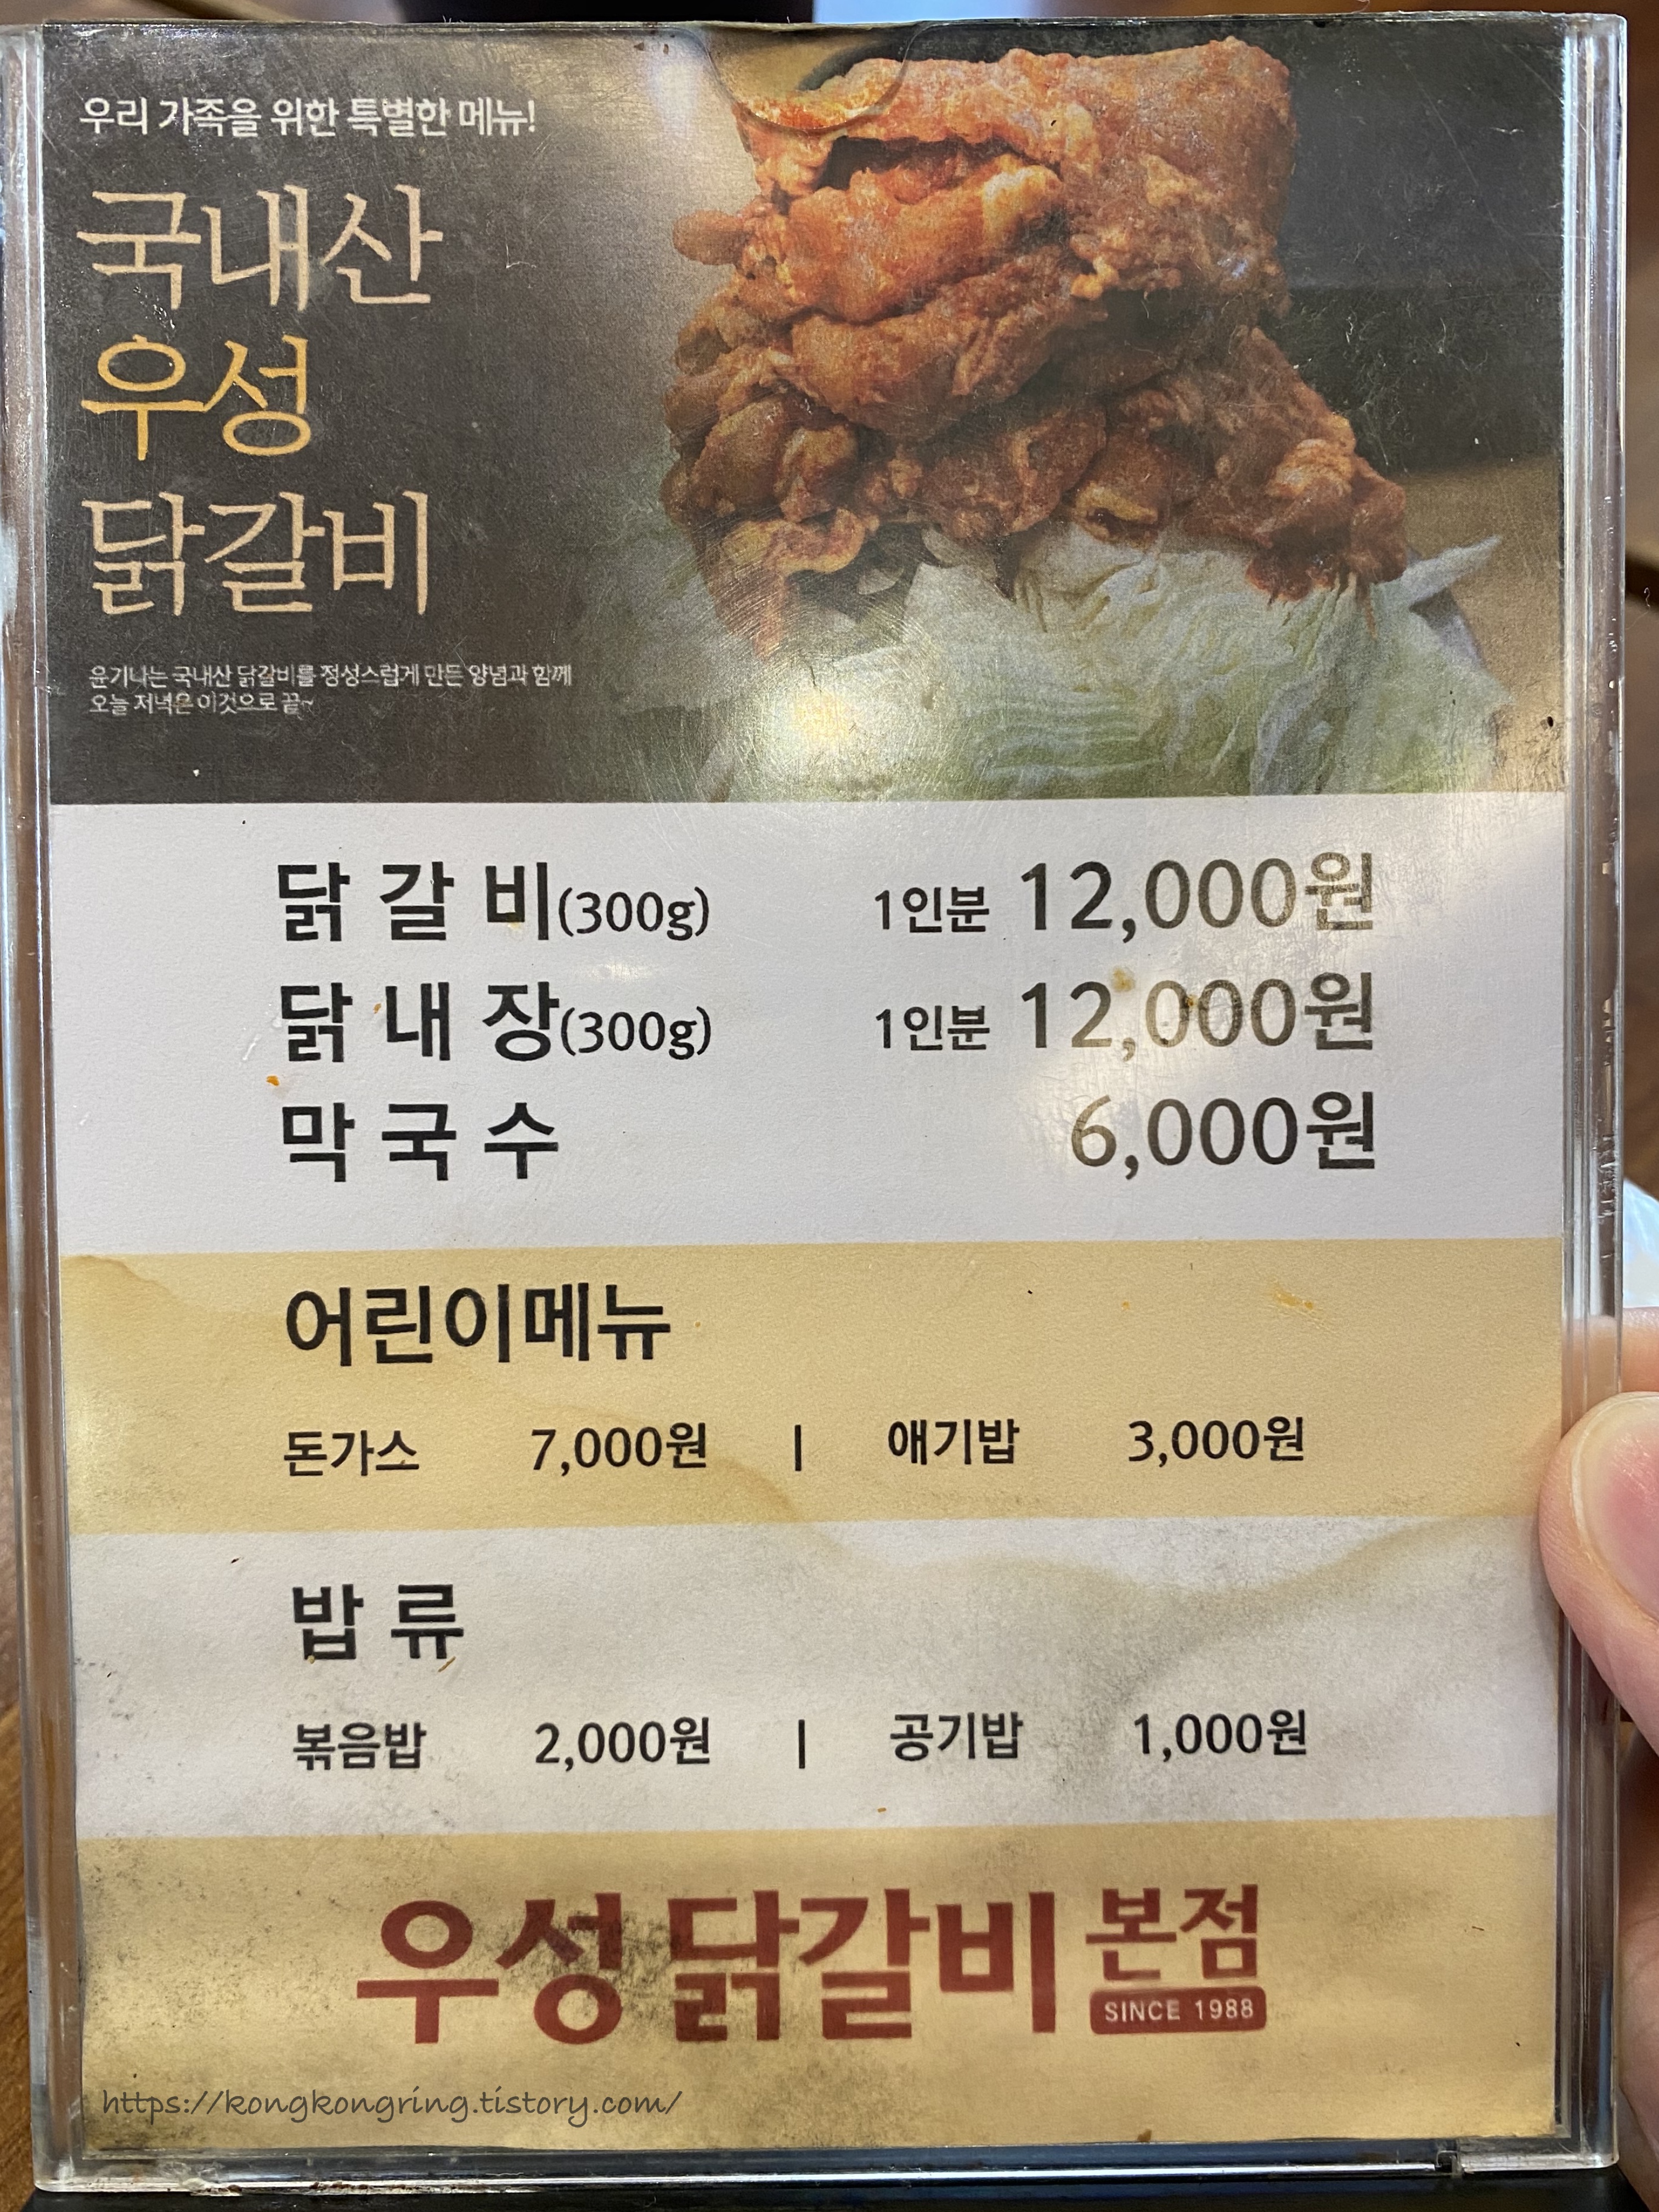 우리 가족을 위한 특별한 메뉴!
국내산
우성
닭갈비
윤기나는 국내산 닭갈비를 정성스럽게 만든 양념과 함께
오늘 저녁은 이것으로 끝~
닭 갈 비(300g) 1인분 12,000원
닭 내 장(300g) 1인분 12,000원
막 국 수 6,000원
어린이메뉴
돈가소 7,000원 | 애기밥 3,000원
밥 류
볶음밥 2,000원 | 공기밥 1,000원
우성 닭갈비 본점
SINCE 1988
https://kongkongring.tistory.com/